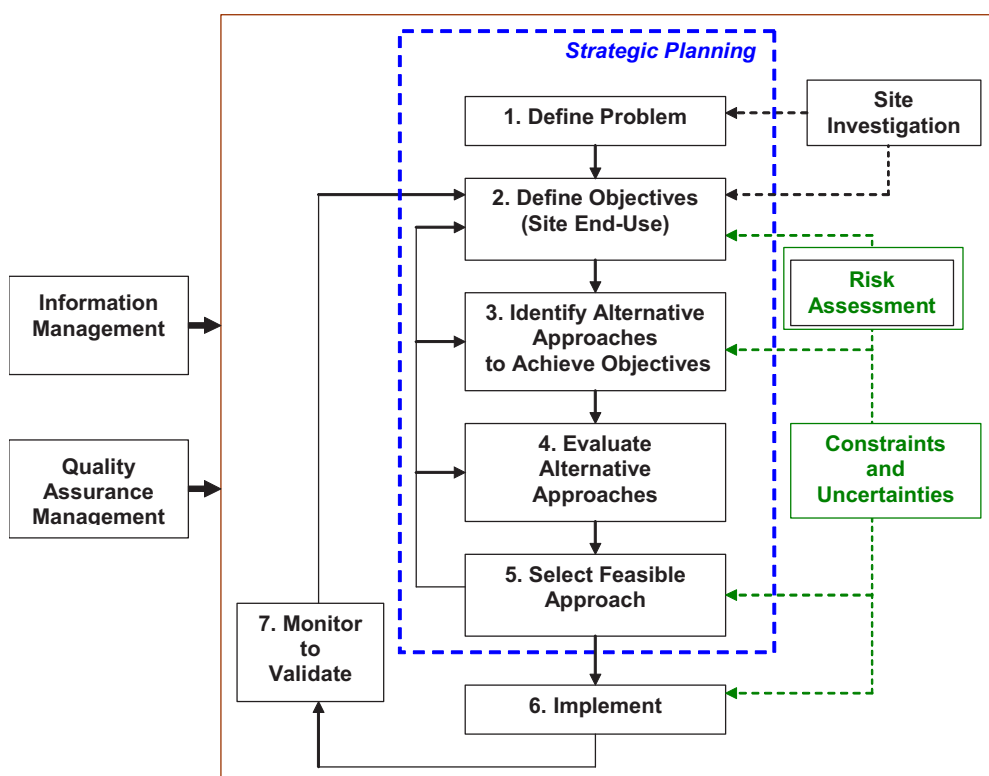 Strategic Planning
1. Define Problem
Site
Investigation
2. Define Objectives
(Site End-Use)
Risk
Assessment
Information
Management
3. Identify Alternative
Approaches
to Achieve Objectives
Quality
Assurance
Management
4. Evaluate
Alternative
Approaches
Constraints
and
Uncertainties
5. Select Feasible
Approach
7. Monitor
to
Validate
6. Implement